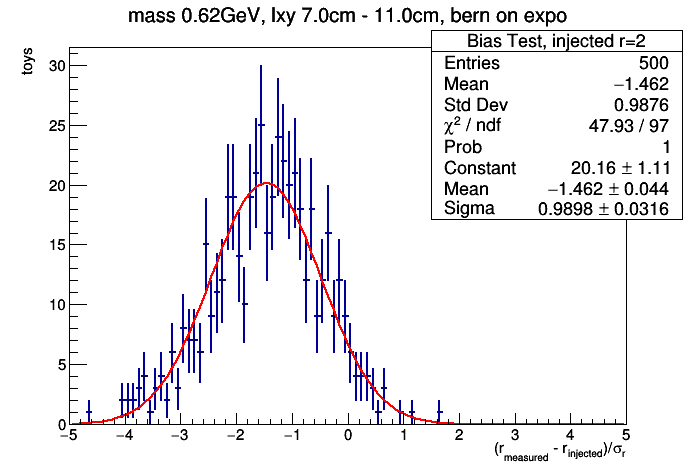 mass 0.62GeV, lxy 7.0cm - 11.0cm, bern on expo
Bias Test, injected r=2
Entries 500
Mean −1.462
Std Dev 0.9876
χ² / ndf 47.93 / 97
Prob 1
Constant 20.16 ± 1.11
Mean −1.462 ± 0.044
Sigma 0.9898 ± 0.0316
toys
30
25
20
15
10
5
0
−5 −4 −3 −2 −1 0 1 2 3 4 5
(r_measured - r_injected)/σ_r